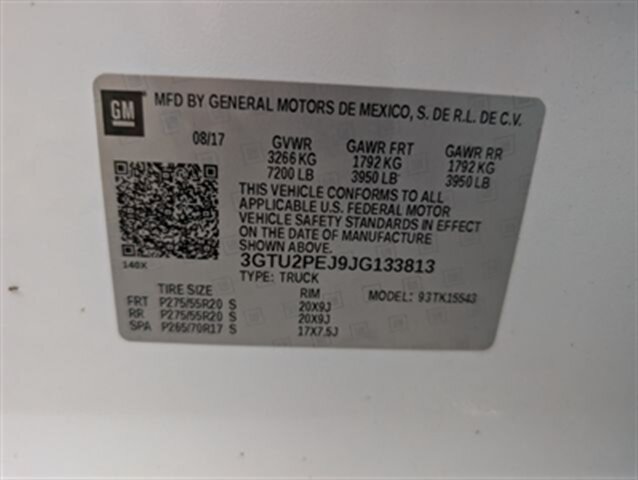 GM
MFD BY GENERAL MOTORS DE MEXICO, S. DE R.L. DE C.V.
08/17 GVWR GAWR FRT GAWR RR
3266 KG 1792 KG 1792 KG
7200 LB 3950 LB 3950 LB
THIS VEHICLE CONFORMS TO ALL
APPLICABLE U.S. FEDERAL MOTOR
VEHICLE SAFETY STANDARDS IN EFFECT
ON THE DATE OF MANUFACTURE
SHOWN ABOVE.
3GTU2PEJ9JG133813
148X TYPE: TRUCK
TIRE SIZE RIM MODEL: 93TK15543
FRT P275/55R20 S 20X9J
RR P275/55R20 S 20X9J
SPA P265/70R17 S 17X7.5J